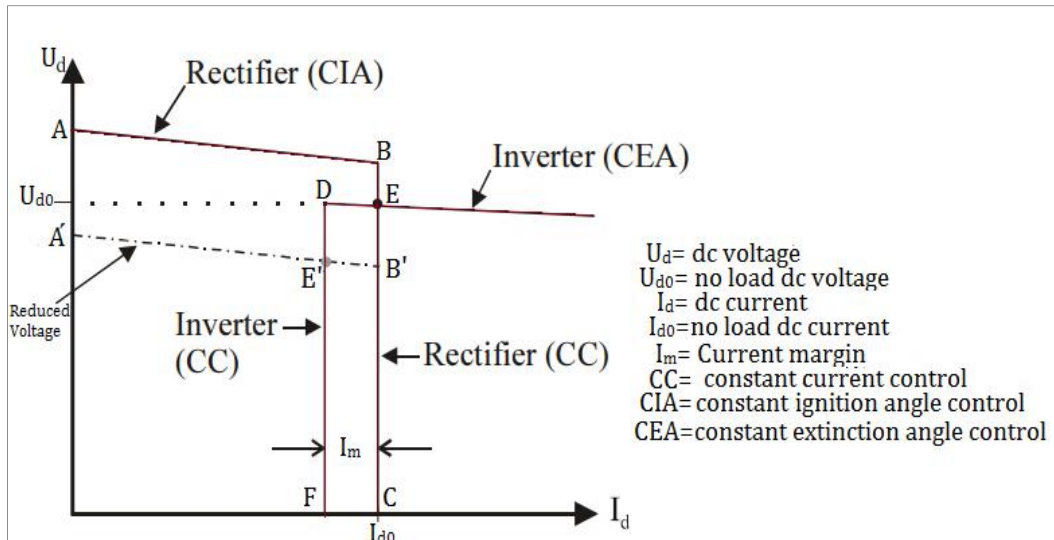 Ud
Rectifier (CIA)
A
B
Inverter (CEA)
Ud0
D
E
A'
E'
B'
Reduced
Voltage
Inverter
(CC)
Rectifier (CC)
Im
F
C
Id0
Id
Ud= dc voltage
Ud0= no load dc voltage
Id= dc current
Id0=no load dc current
Im= Current margin
CC= constant current control
CIA=constant ignition angle control
CEA=constant extinction angle control